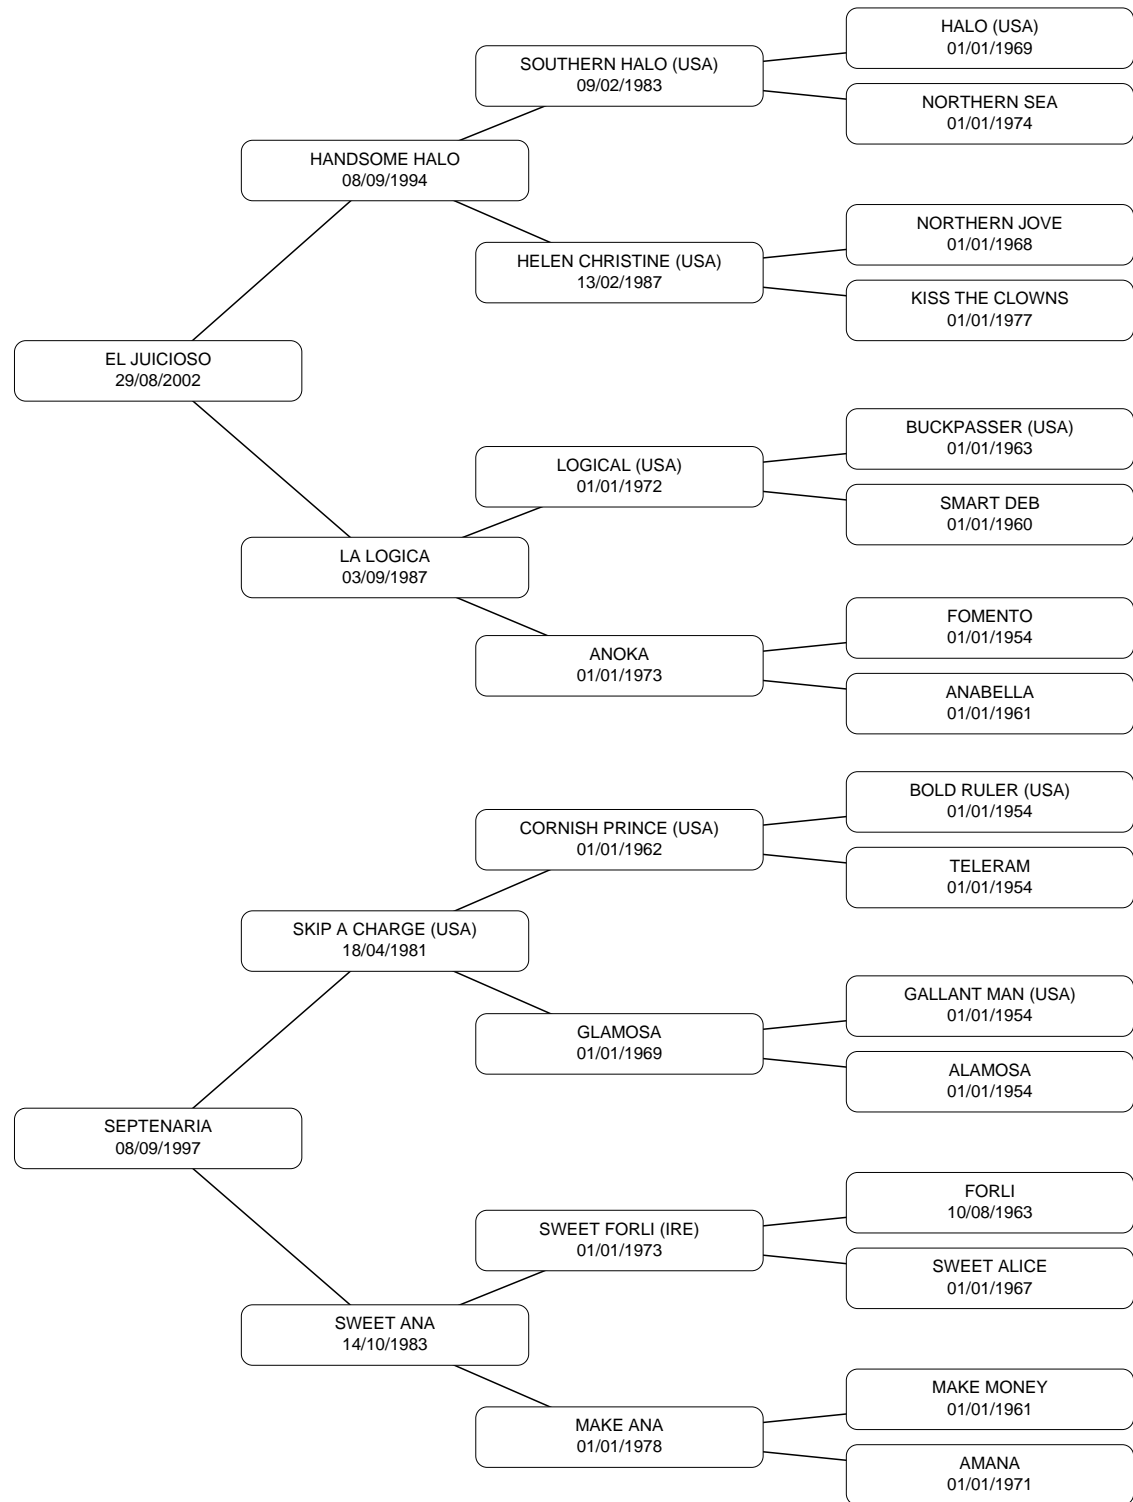 HALO (USA)
01/01/1969
SOUTHERN HALO (USA)
09/02/1983
NORTHERN SEA
01/01/1974
HANDSOME HALO
08/09/1994
NORTHERN JOVE
01/01/1968
HELEN CHRISTINE (USA)
13/02/1987
KISS THE CLOWNS
01/01/1977
EL JUICIOSO
29/08/2002
BUCKPASSER (USA)
01/01/1963
LOGICAL (USA)
01/01/1972
SMART DEB
01/01/1960
LA LOGICA
03/09/1987
FOMENTO
01/01/1954
ANOKA
01/01/1973
ANABELLA
01/01/1961
BOLD RULER (USA)
01/01/1954
CORNISH PRINCE (USA)
01/01/1962
TELERAM
01/01/1954
SKIP A CHARGE (USA)
18/04/1981
GALLANT MAN (USA)
01/01/1954
GLAMOSA
01/01/1969
ALAMOSA
01/01/1954
SEPTENARIA
08/09/1997
FORLI
10/08/1963
SWEET FORLI (IRE)
01/01/1973
SWEET ALICE
01/01/1967
SWEET ANA
14/10/1983
MAKE MONEY
01/01/1961
MAKE ANA
01/01/1978
AMANA
01/01/1971